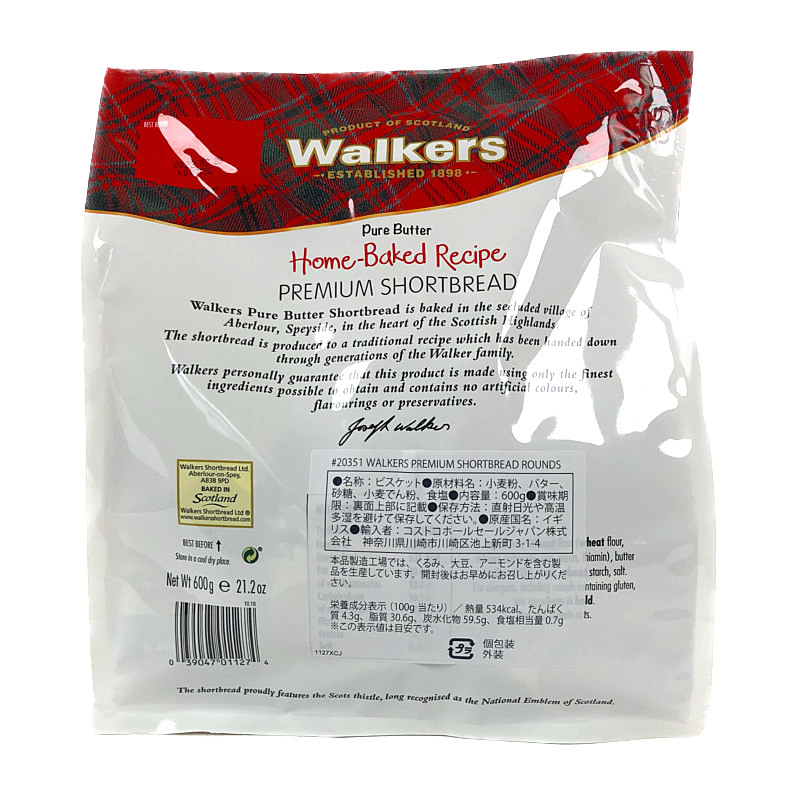 BEST BEFORE
PRODUCT OF SCOTLAND
Walkers
ESTABLISHED 1898
Pure Butter
Home-Baked Recipe
PREMIUM SHORTBREAD
Walkers Pure Butter Shortbread is baked in the secluded village of
Aberlour, Speyside, in the heart of the Scottish Highlands.
The shortbread is produced to a traditional recipe which has been handed down
through generations of the Walker family.
Walkers personally guarantee that this product is made using only the finest
ingredients possible to obtain and contains no artificial colours,
flavourings or preservatives.
Joseph Walker
Walkers Shortbread Ltd.
Aberlour-on-Spey,
AB38 9PD
BAKED IN
Scotland
Walkers Shortbread Ltd ®
www.walkersshortbread.com
BEST BEFORE ↑
Store in a cool dry place.
Net Wt 600g ℮ 21.2oz
10.19
0 39047 01127 4
#20351 WALKERS PREMIUM SHORTBREAD ROUNDS
●名称：ビスケット●原材料名：小麦粉、バター、
砂糖、小麦でん粉、食塩●内容量：600g●賞味期
限：裏面上部に記載●保存方法：直射日光や高温
多湿を避けて保存してください。●原産国名：イギ
リス●輸入者：コストコホールセールジャパン株式
会社　神奈川県川崎市川崎区池上新町 3-1-4
本品製造工場では、くるみ、大豆、アーモンドを含む製
品を生産しています。開封後はお早めにお召し上がりくだ
さい。
栄養成分表示（100g 当たり）／熱量 534kcal、たんぱく
質 4.3g、脂質 30.6g、炭水化物 59.5g、食塩相当量 0.7g
※この表示値は目安です。
1127XCJ
プラ
個包装
外装
heat flour,
iamin), butter
starch, salt.
ntaining gluten,
ld.
ts.
The shortbread proudly features the Scots thistle, long recognised as the National Emblem of Scotland.